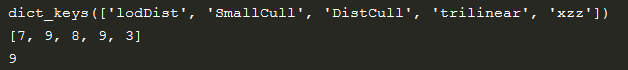 dict_keys(['lodDist', 'SmallCull', 'DistCull', 'trilinear', 'xzz'])
[7, 9, 8, 9, 3]
9